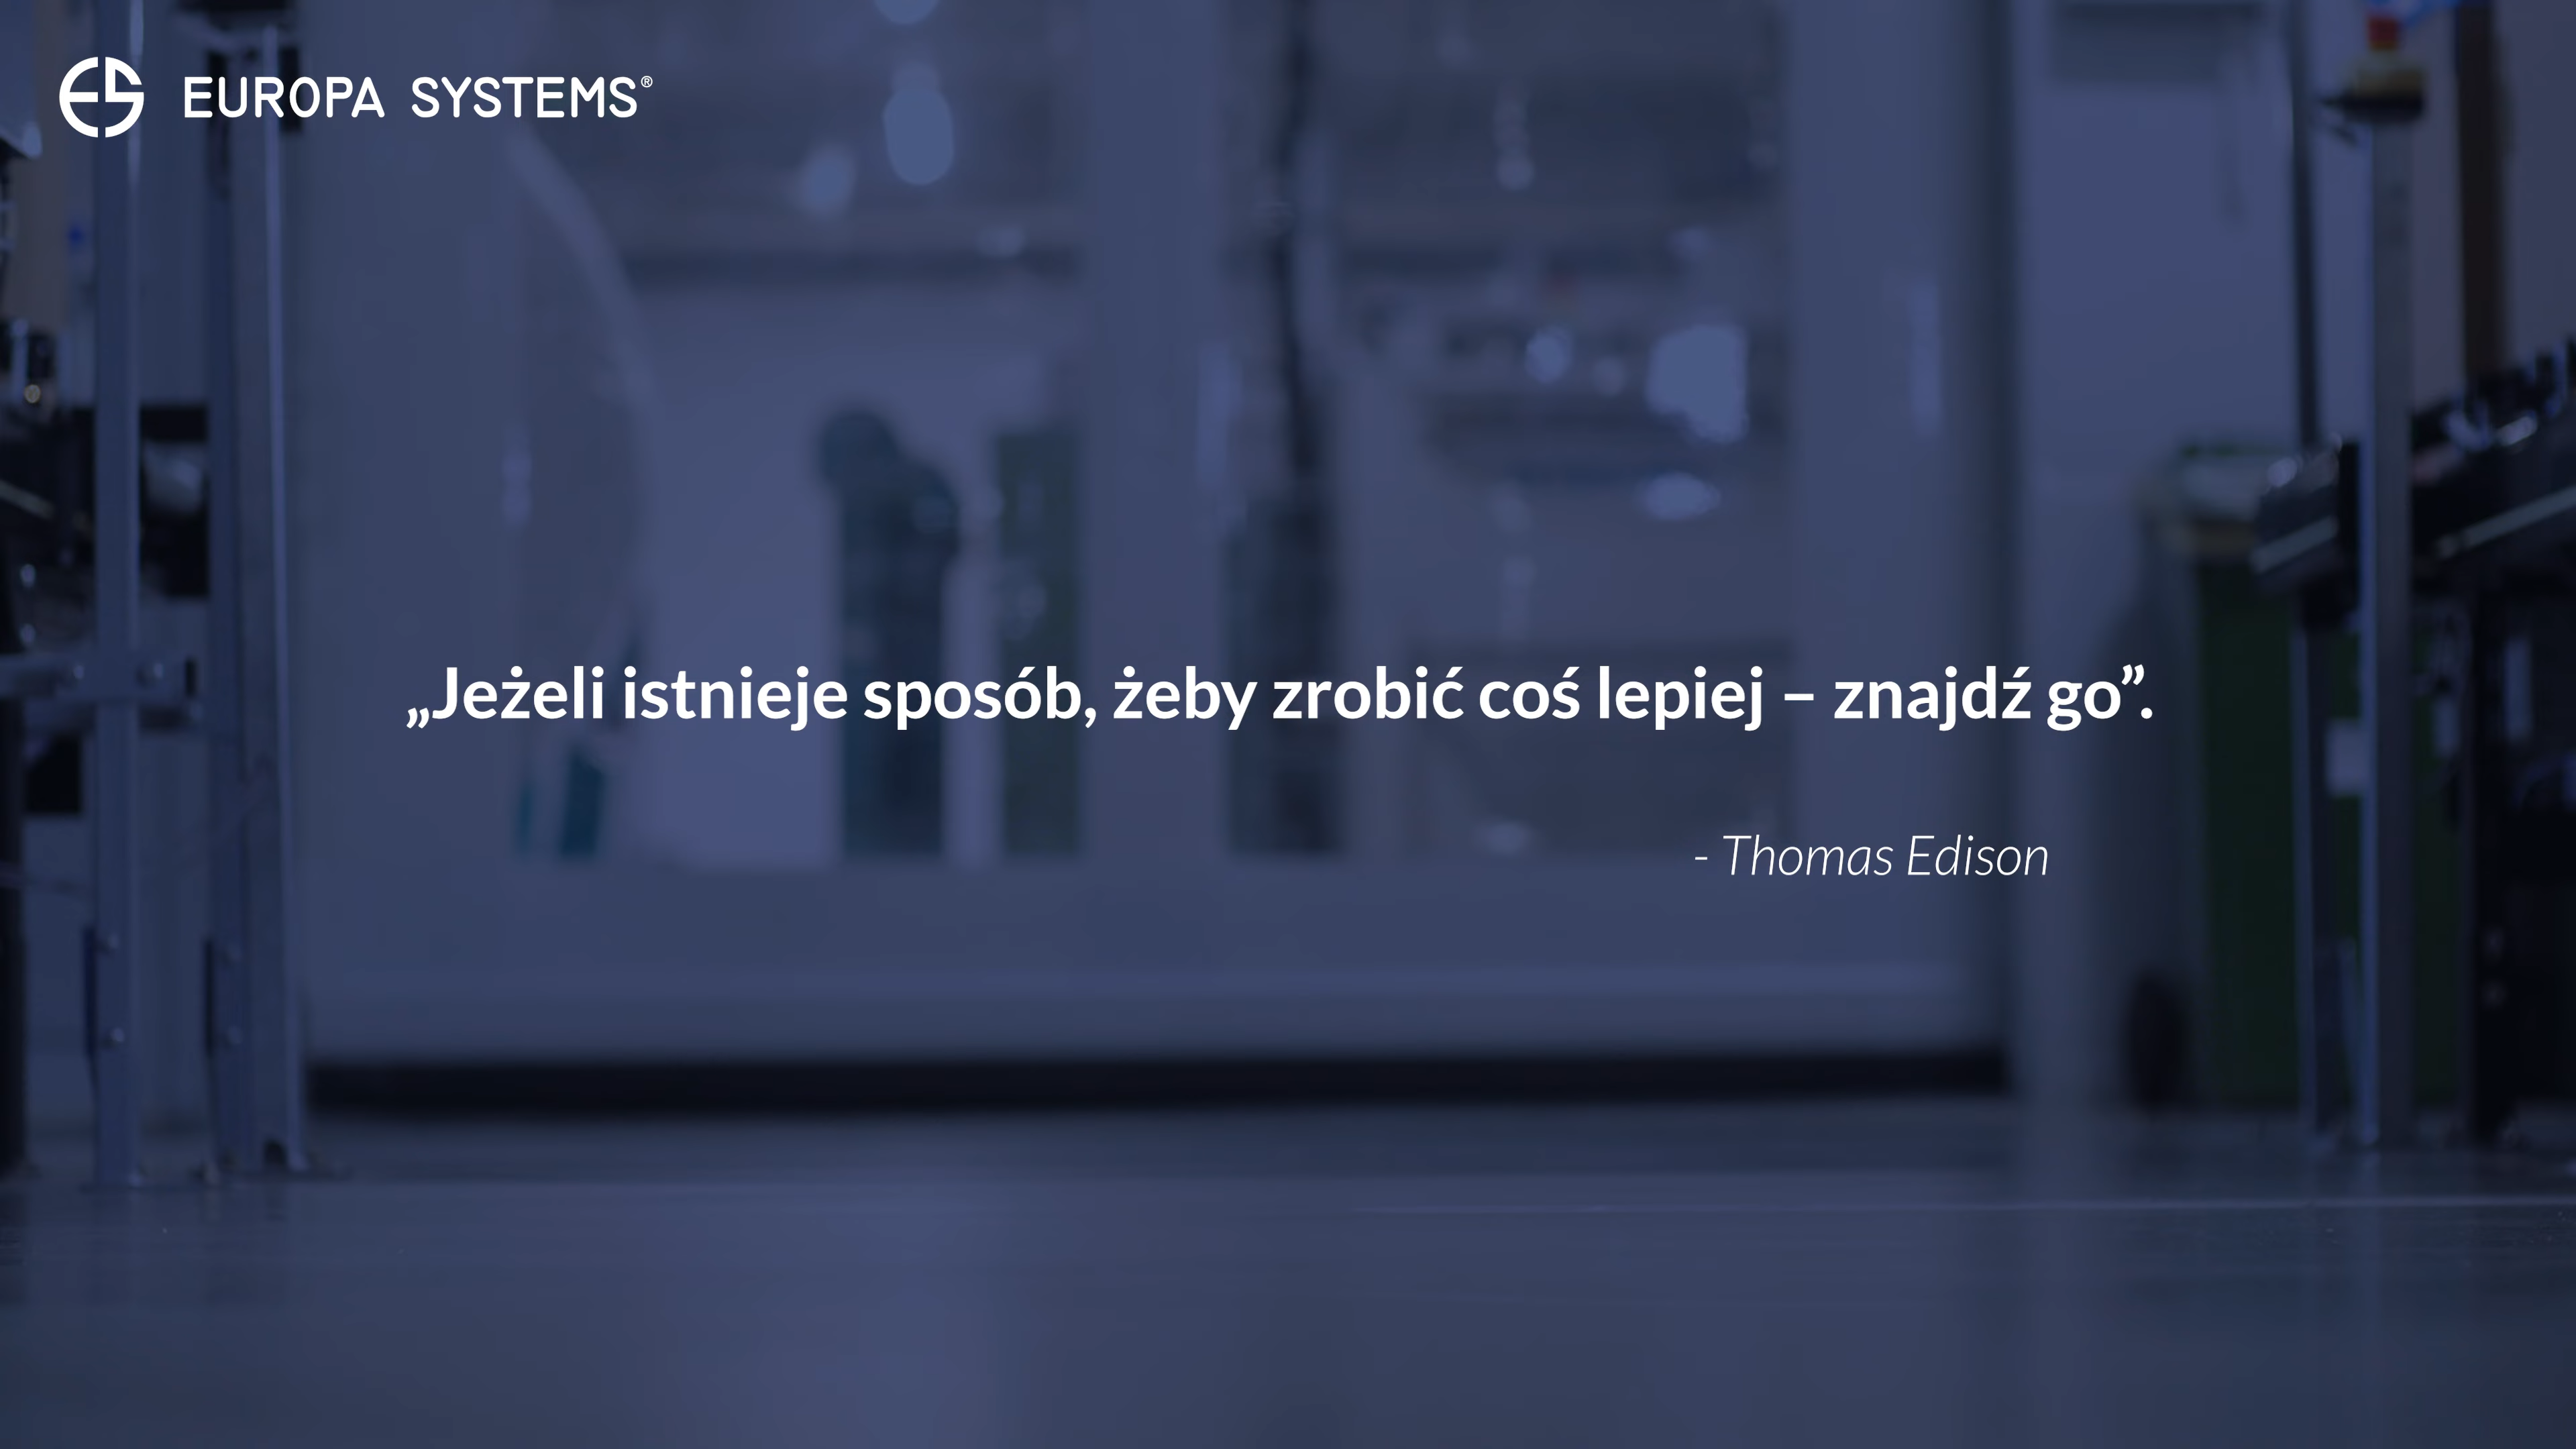 EUROPA SYSTEMS®
„Jeżeli istnieje sposób, żeby zrobić coś lepiej – znajdź go”.
- Thomas Edison